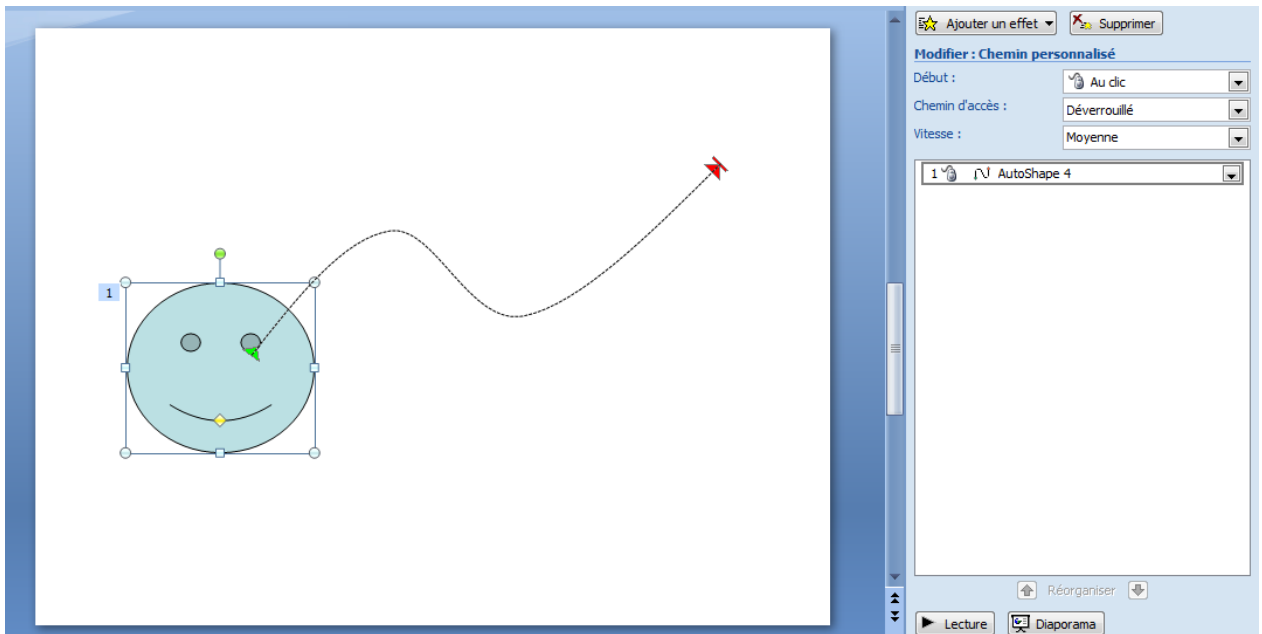 Ajouter un effet Supprimer
Modifier : Chemin personnalisé
Début : Au clic
Chemin d'accès : Déverrouillé
Vitesse : Moyenne
1 AutoShape 4
1
Réorganiser
Lecture Diaporama